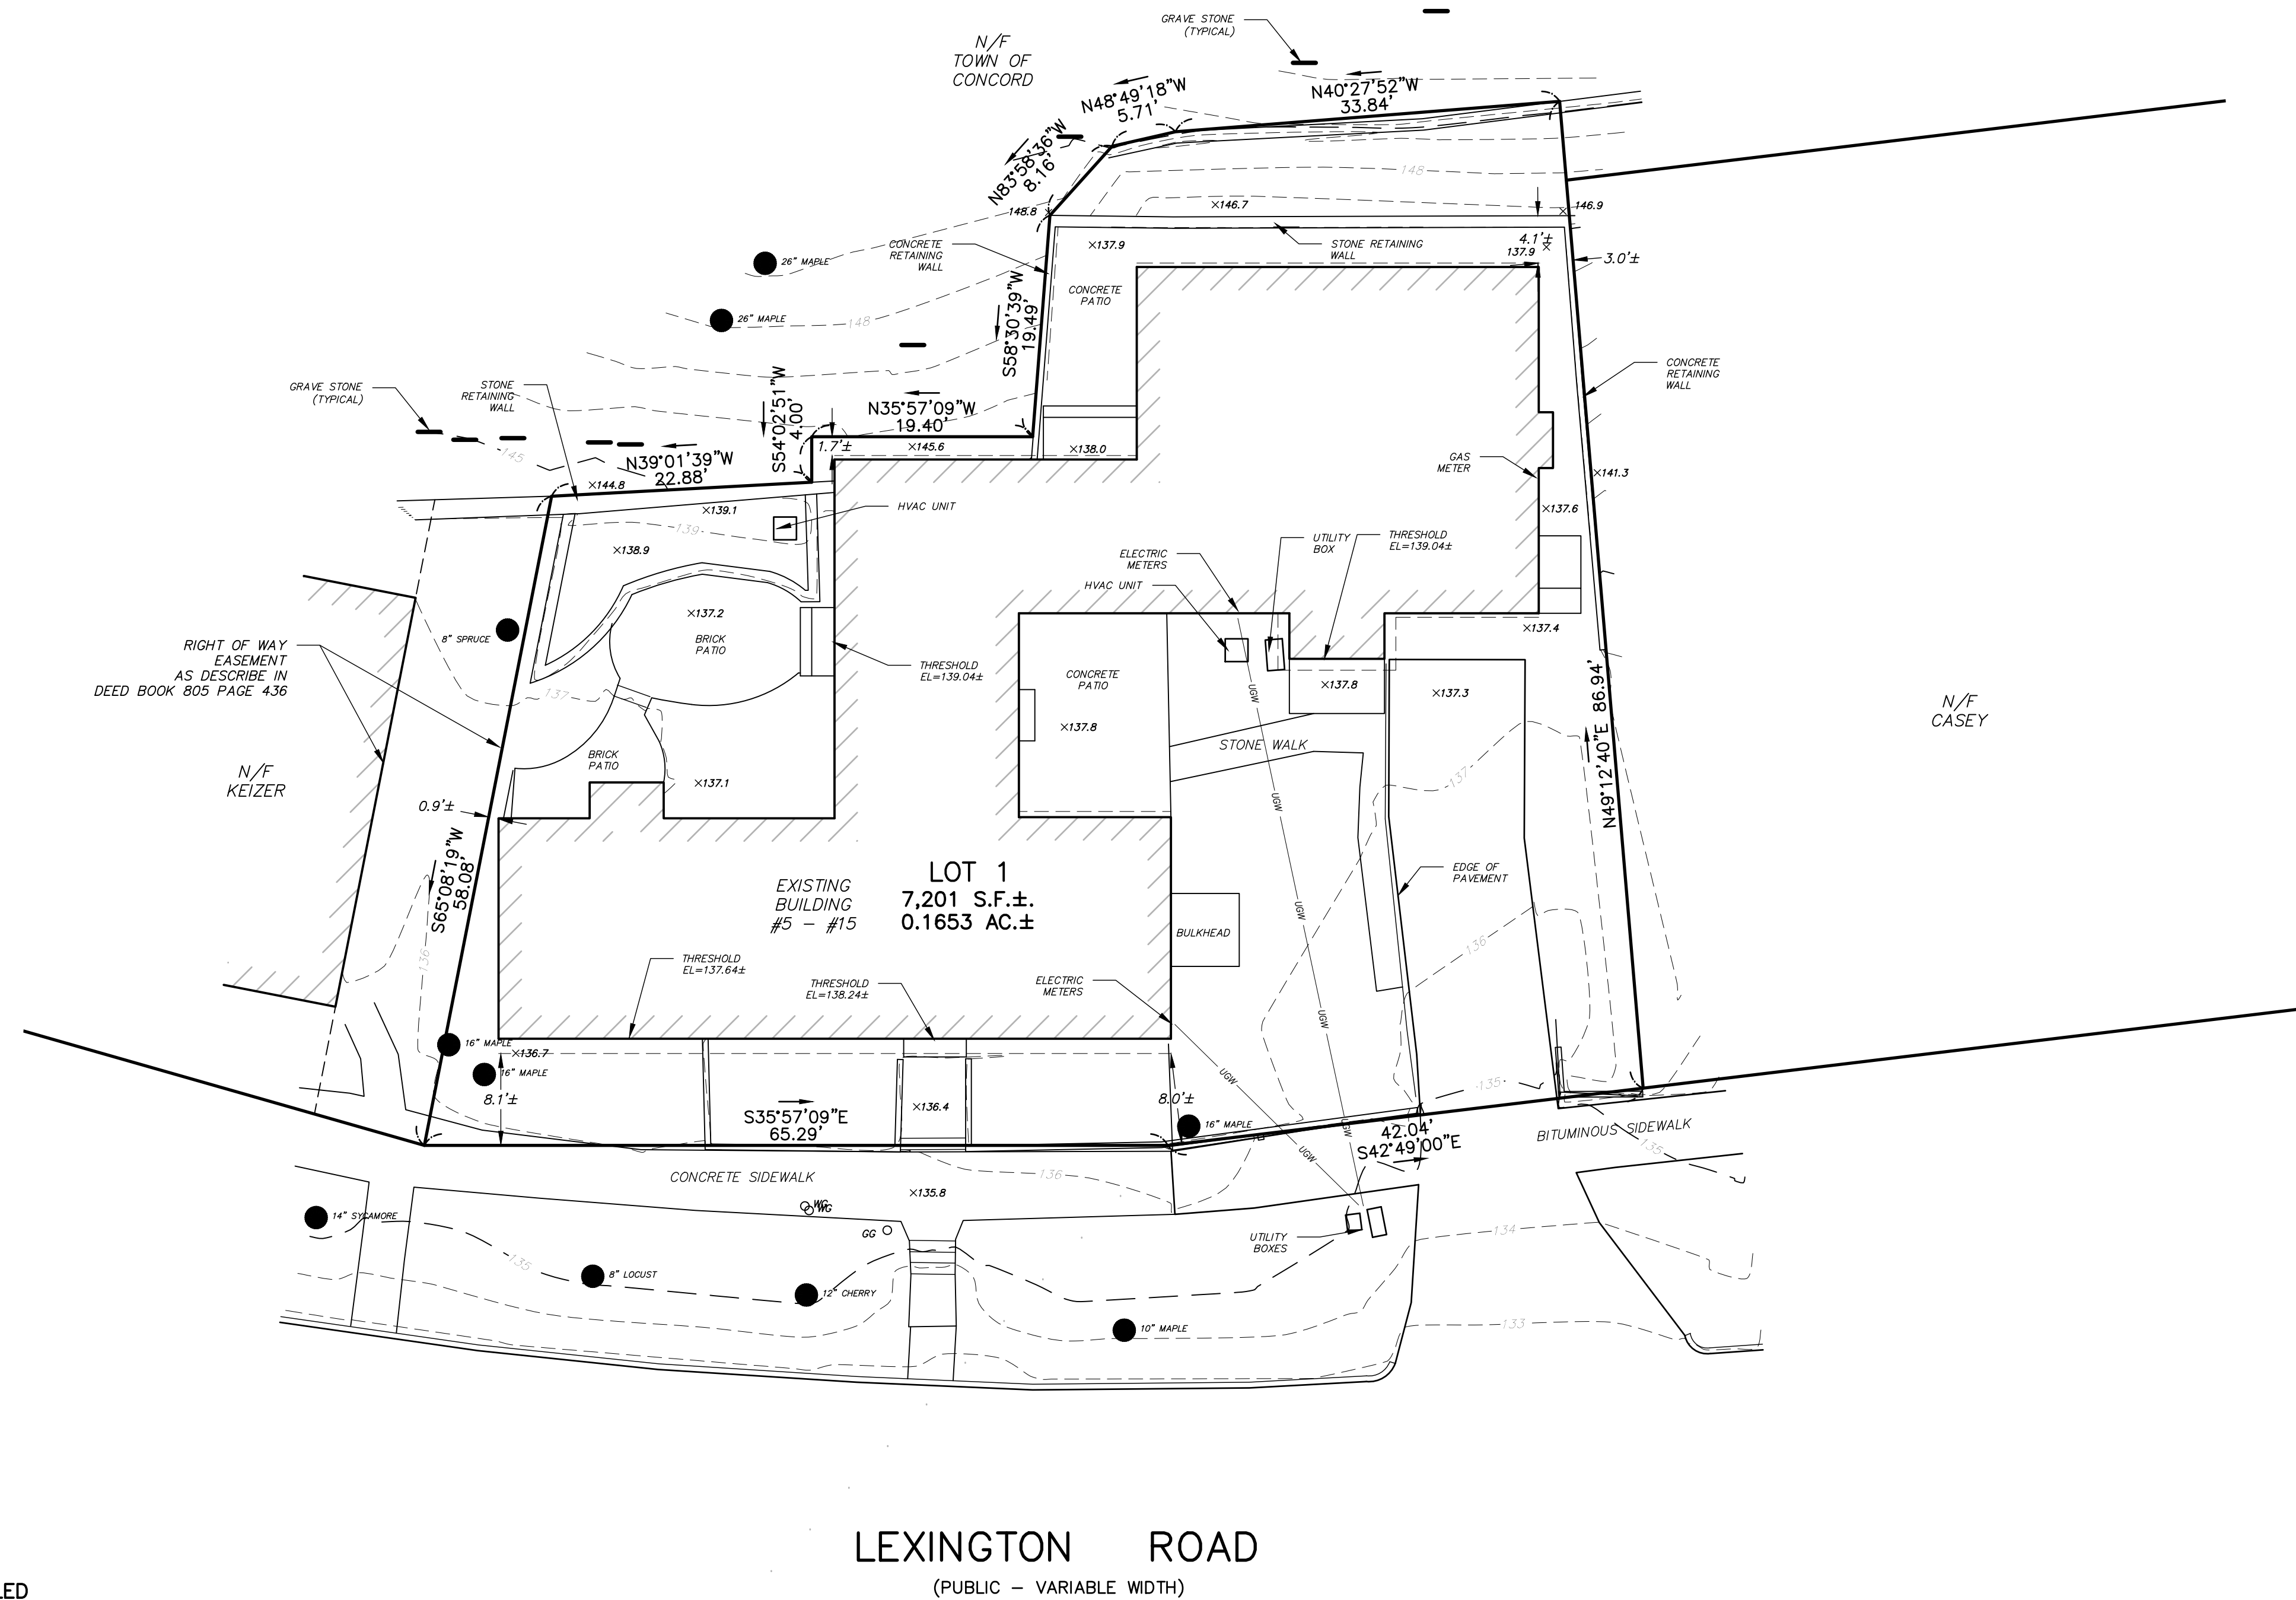 GRAVE STONE
(TYPICAL)
N/F
TOWN OF
CONCORD
N48°49'18"W
5.71'
N40°27'52"W
33.84'
N83°58'36"W
8.16'
148
148.8
×146.7
146.9
CONCRETE
RETAINING
WALL
×137.9
STONE RETAINING
WALL
4.1'±
137.9 ×
3.0'±
26" MAPLE
CONCRETE
PATIO
S58°30'39"W
19.49'
26" MAPLE
148
CONCRETE
RETAINING
WALL
GRAVE STONE
(TYPICAL)
STONE
RETAINING
WALL
S54°02'51"W
4.00'
N35°57'09"W
19.40'
1.7'±
×145.6
×138.0
145
N39°01'39"W
22.88'
×144.8
GAS
METER
×141.3
×139.1
HVAC UNIT
×137.6
139
×138.9
ELECTRIC
METERS
UTILITY
BOX
THRESHOLD
EL=139.04±
HVAC UNIT
×137.2
8" SPRUCE
BRICK
PATIO
×137.4
RIGHT OF WAY
EASEMENT
AS DESCRIBE IN
DEED BOOK 805 PAGE 436
THRESHOLD
EL=139.04±
CONCRETE
PATIO
×137.8
×137.3
137
UGW
N49°12'40"E 86.94'
N/F
CASEY
×137.8
STONE WALK
BRICK
PATIO
N/F
KEIZER
×137.1
137
UGW
0.9'±
S65°08'19"W
58.08'
EXISTING
BUILDING
#5 - #15
LOT 1
7,201 S.F.±.
0.1653 AC.±
EDGE OF
PAVEMENT
UGW
BULKHEAD
136
136
THRESHOLD
EL=137.64±
THRESHOLD
EL=138.24±
ELECTRIC
METERS
UGW
16" MAPLE
×136.7
16" MAPLE
UGW
8.1'±
S35°57'09"E
65.29'
×136.4
8.0'±
16" MAPLE
135
UGW
UGW
42.04'
S42°49'00"E
BITUMINOUS SIDEWALK
135
CONCRETE SIDEWALK
136
×135.8
14" SYCAMORE
WG
WG
GG
UTILITY
BOXES
134
135
8" LOCUST
12" CHERRY
10" MAPLE
133
LEXINGTON ROAD
(PUBLIC - VARIABLE WIDTH)